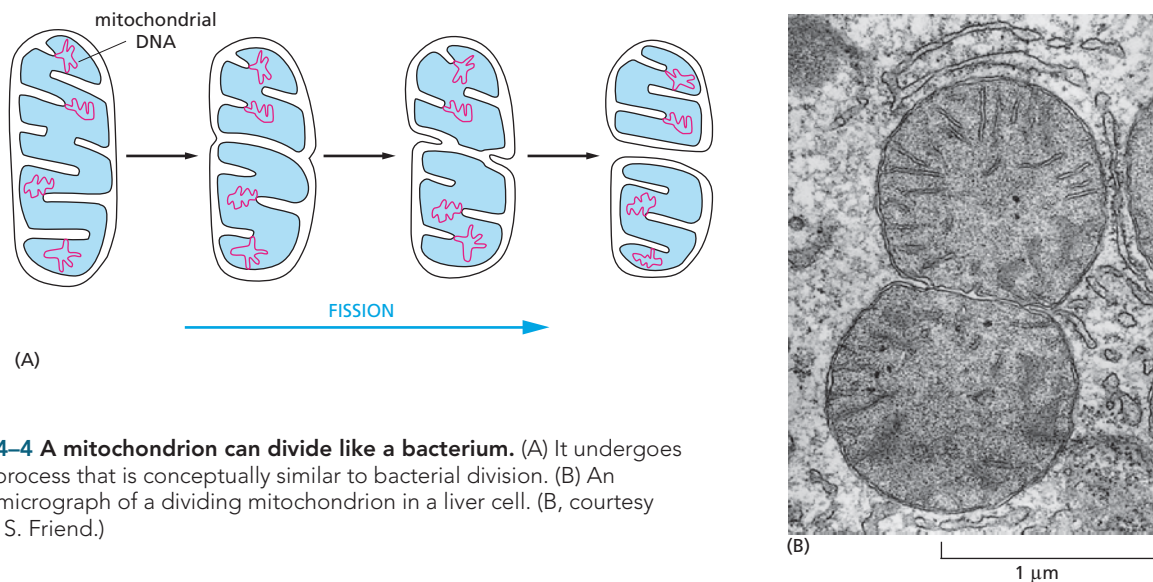 mitochondrial
DNA
FISSION
(A)
4–4 A mitochondrion can divide like a bacterium. (A) It undergoes
process that is conceptually similar to bacterial division. (B) An
micrograph of a dividing mitochondrion in a liver cell. (B, courtesy
S. Friend.)
(B)
1 μm